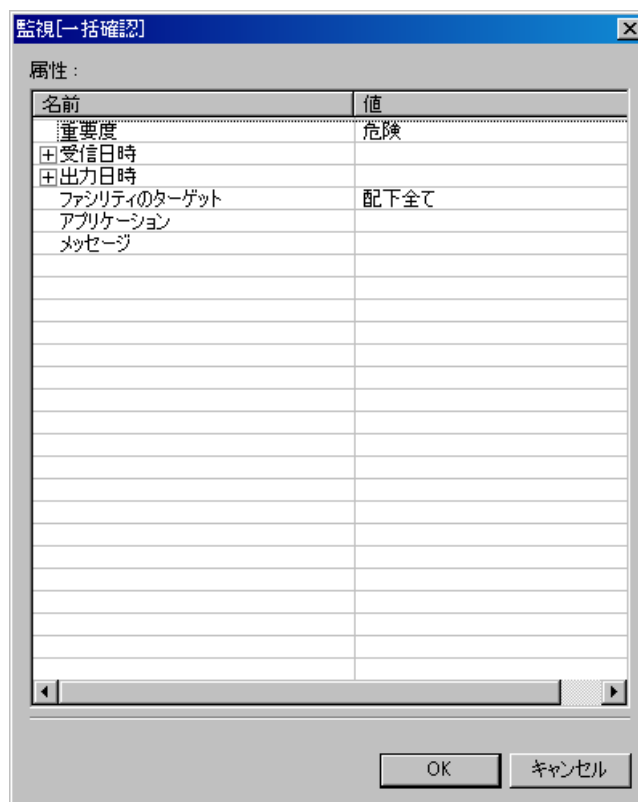 監視[一括確認]
属性：
名前 値
重要度 危険
受信日時
出力日時
ファシリティのターゲット 配下全て
アプリケーション
メッセージ
OK キャンセル